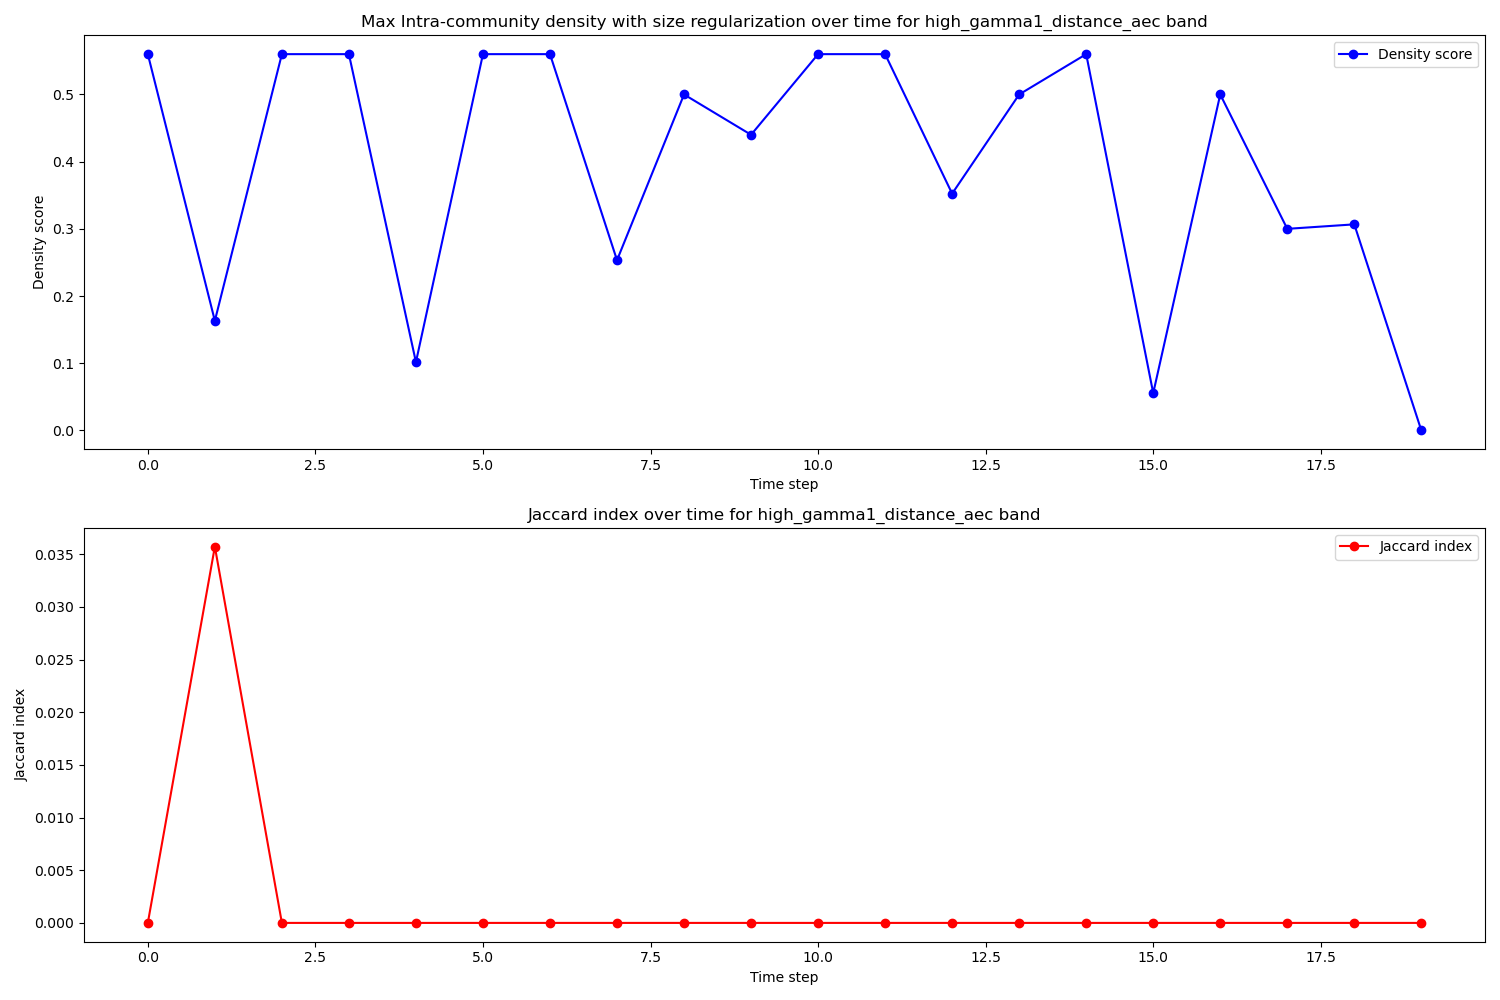 Max Intra-community density with size regularization over time for high_gamma1_distance_aec band
Density score
0.5
0.4
0.3
0.2
0.1
0.0
Density score
0.0 2.5 5.0 7.5 10.0 12.5 15.0 17.5
Time step
Jaccard index over time for high_gamma1_distance_aec band
Jaccard index
0.035
0.030
0.025
0.020
0.015
0.010
0.005
0.000
Jaccard index
0.0 2.5 5.0 7.5 10.0 12.5 15.0 17.5
Time step